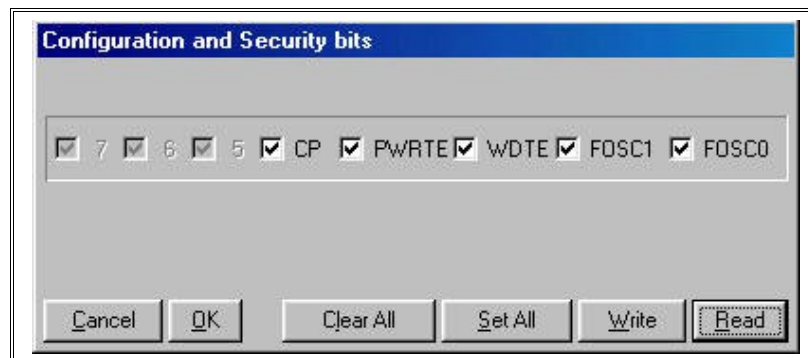 Configuration and Security bits
7 6 5 CP PWRTE WDTE FOSC1 FOSC0
Cancel OK Clear All Set All Write Read